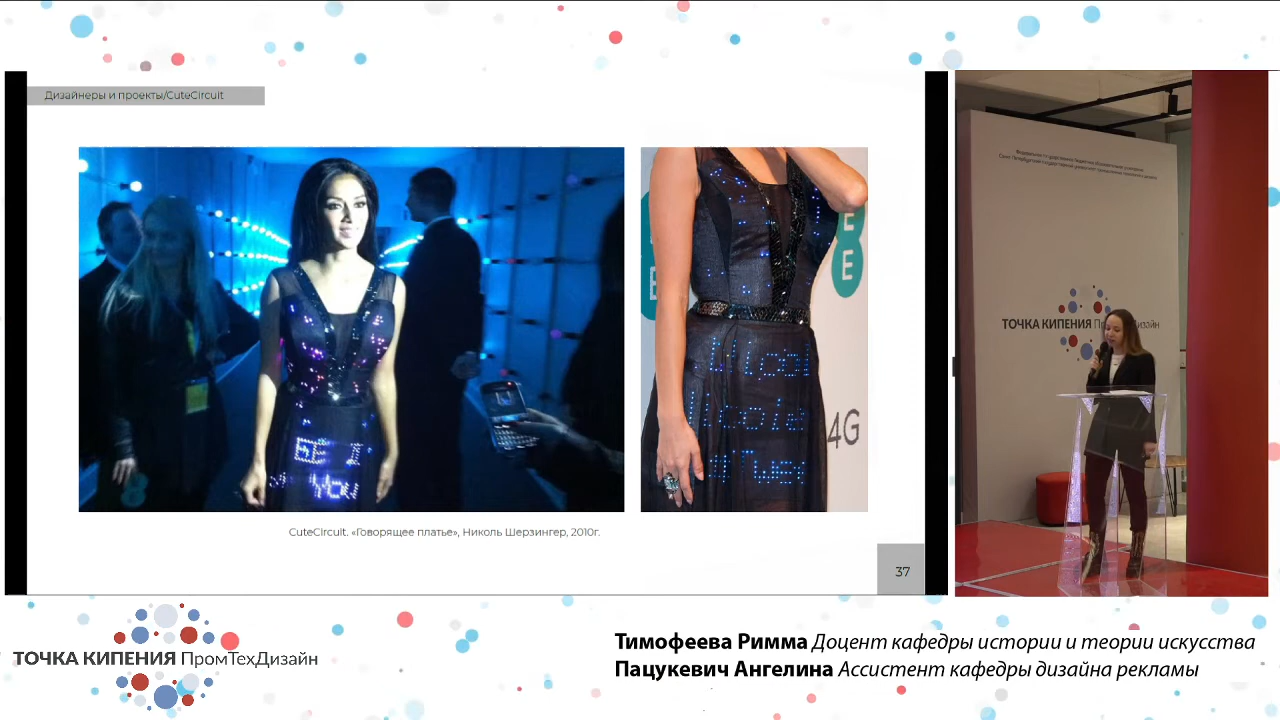 Дизайнеры и проекты/CuteCircuit
E
E
4G
CuteCircuit. «Говорящее платье», Николь Шерзингер, 2010г.
37
ТОЧКА КИПЕНИЯ ПромТехДизайн
ТОЧКА КИПЕНИЯ ПромТехДизайн
Тимофеева Римма Доцент кафедры истории и теории искусства
Пацукевич Ангелина Ассистент кафедры дизайна рекламы